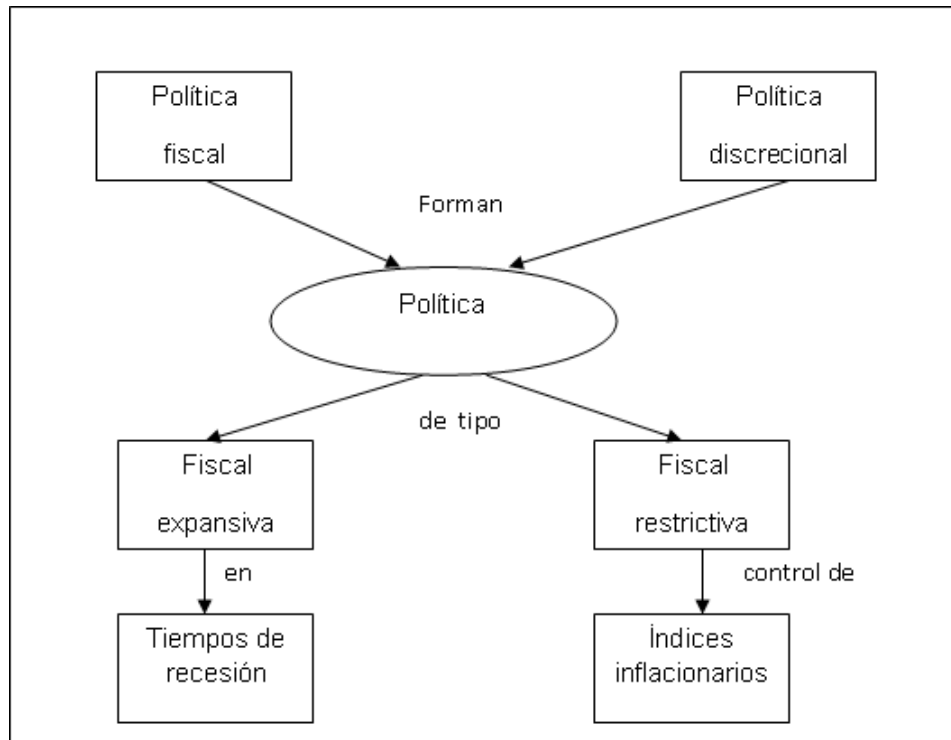 Política
fiscal
Política
discrecional
Forman
Política
de tipo
Fiscal
expansiva
Fiscal
restrictiva
en
control de
Tiempos de
recesión
Índices
inflacionarios